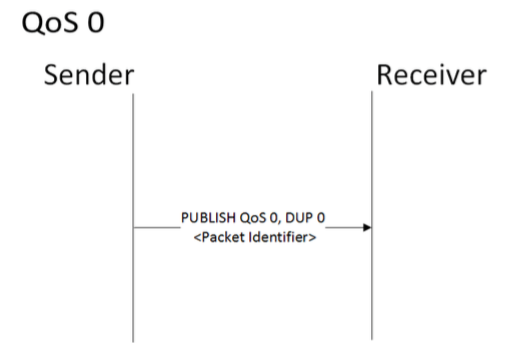 QoS 0
Sender
Receiver
PUBLISH QoS 0, DUP 0
<Packet Identifier>